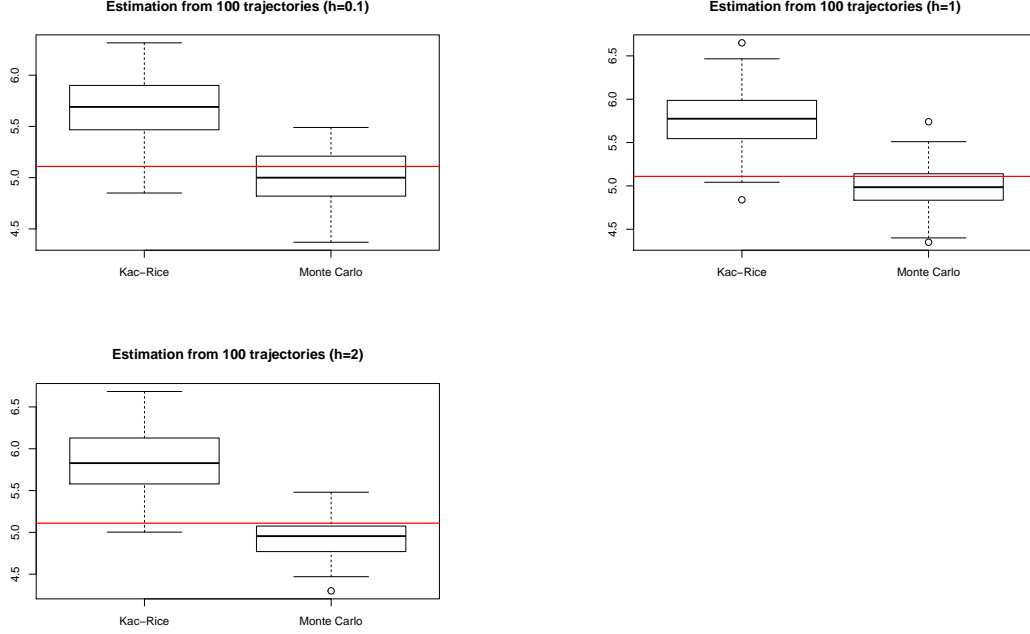 Estimation from 100 trajectories (h=0.1)
6.0
5.5
5.0
4.5
Kac−Rice Monte Carlo
Estimation from 100 trajectories (h=1)
6.5
6.0
5.5
5.0
4.5
Kac−Rice Monte Carlo
Estimation from 100 trajectories (h=2)
6.5
6.0
5.5
5.0
4.5
Kac−Rice Monte Carlo